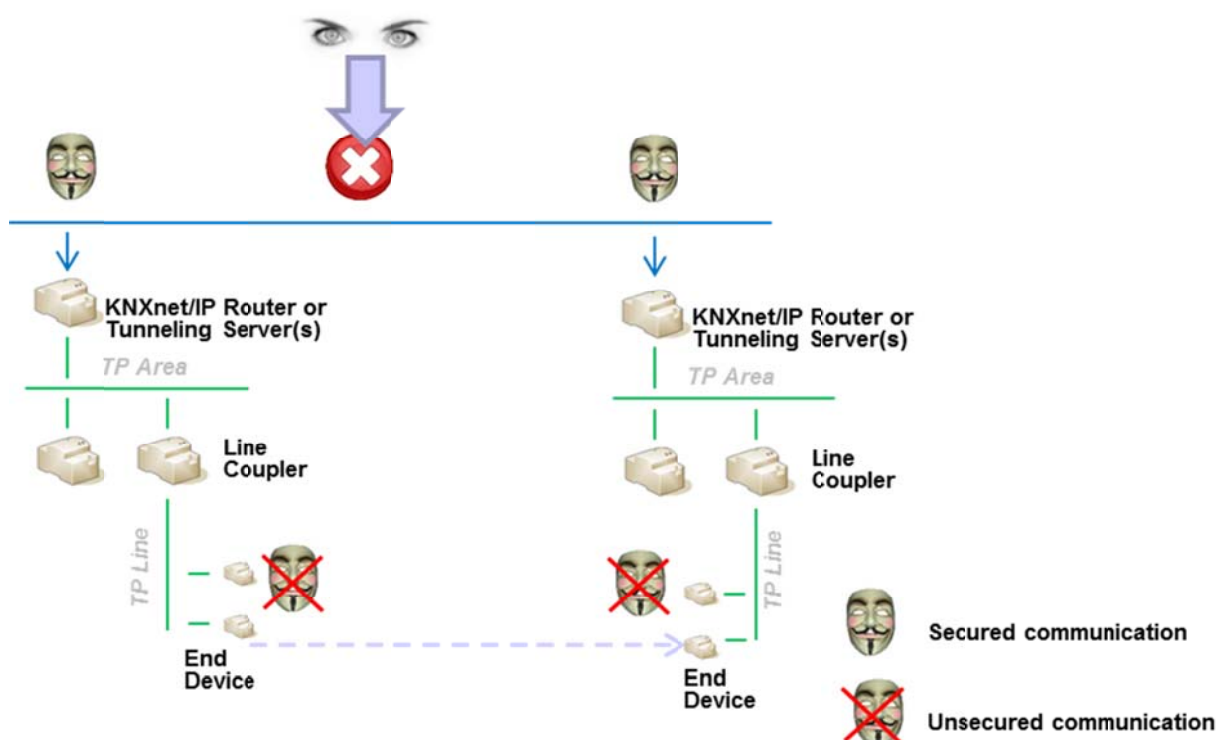 KNXnet/IP Router or
Tunneling Server(s)
TP Area
Line
Coupler
TP Line
End
Device
KNXnet/IP Router or
Tunneling Server(s)
TP Area
Line
Coupler
TP Line
End
Device
Secured communication
Unsecured communication